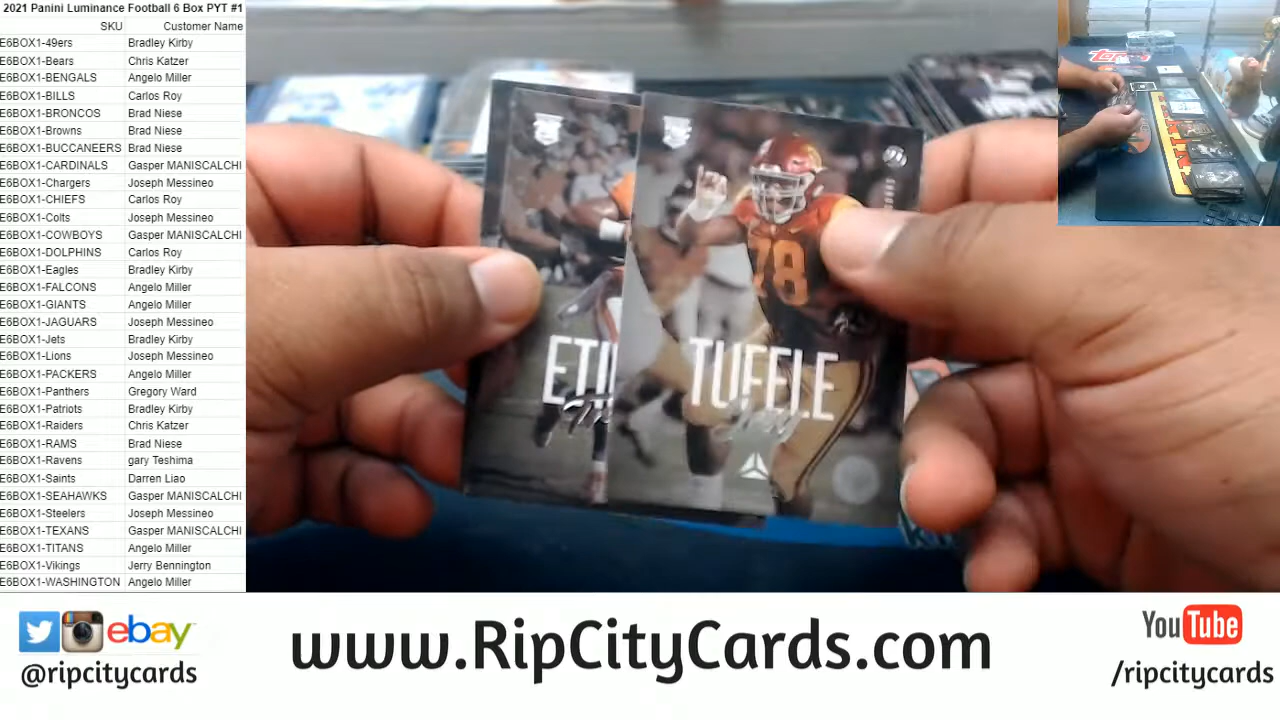 2021 Panini Luminance Football 6 Box PYT #1
SKU Customer Name
E6BOX1-49ers Bradley Kirby
E6BOX1-Bears Chris Katzer
E6BOX1-BENGALS Angelo Miller
E6BOX1-BILLS Carlos Roy
E6BOX1-BRONCOS Brad Niese
E6BOX1-Browns Brad Niese
E6BOX1-BUCCANEERS Brad Niese
E6BOX1-CARDINALS Gasper MANISCALCHI
E6BOX1-Chargers Joseph Messineo
E6BOX1-CHIEFS Carlos Roy
E6BOX1-Colts Joseph Messineo
E6BOX1-COWBOYS Gasper MANISCALCHI
E6BOX1-DOLPHINS Carlos Roy
E6BOX1-Eagles Bradley Kirby
E6BOX1-FALCONS Angelo Miller
E6BOX1-GIANTS Angelo Miller
E6BOX1-JAGUARS Joseph Messineo
E6BOX1-Jets Bradley Kirby
E6BOX1-Lions Joseph Messineo
E6BOX1-PACKERS Angelo Miller
E6BOX1-Panthers Gregory Ward
E6BOX1-Patriots Bradley Kirby
E6BOX1-Raiders Chris Katzer
E6BOX1-RAMS Brad Niese
E6BOX1-Ravens gary Teshima
E6BOX1-Saints Darren Liao
E6BOX1-SEAHAWKS Gasper MANISCALCHI
E6BOX1-Steelers Joseph Messineo
E6BOX1-TEXANS Gasper MANISCALCHI
E6BOX1-TITANS Angelo Miller
E6BOX1-Vikings Jerry Bennington
E6BOX1-WASHINGTON Angelo Miller
78
TUFELE
Jay
Topps
ebay
@ripcitycards
www.RipCityCards.com
YouTube
/ripcitycards